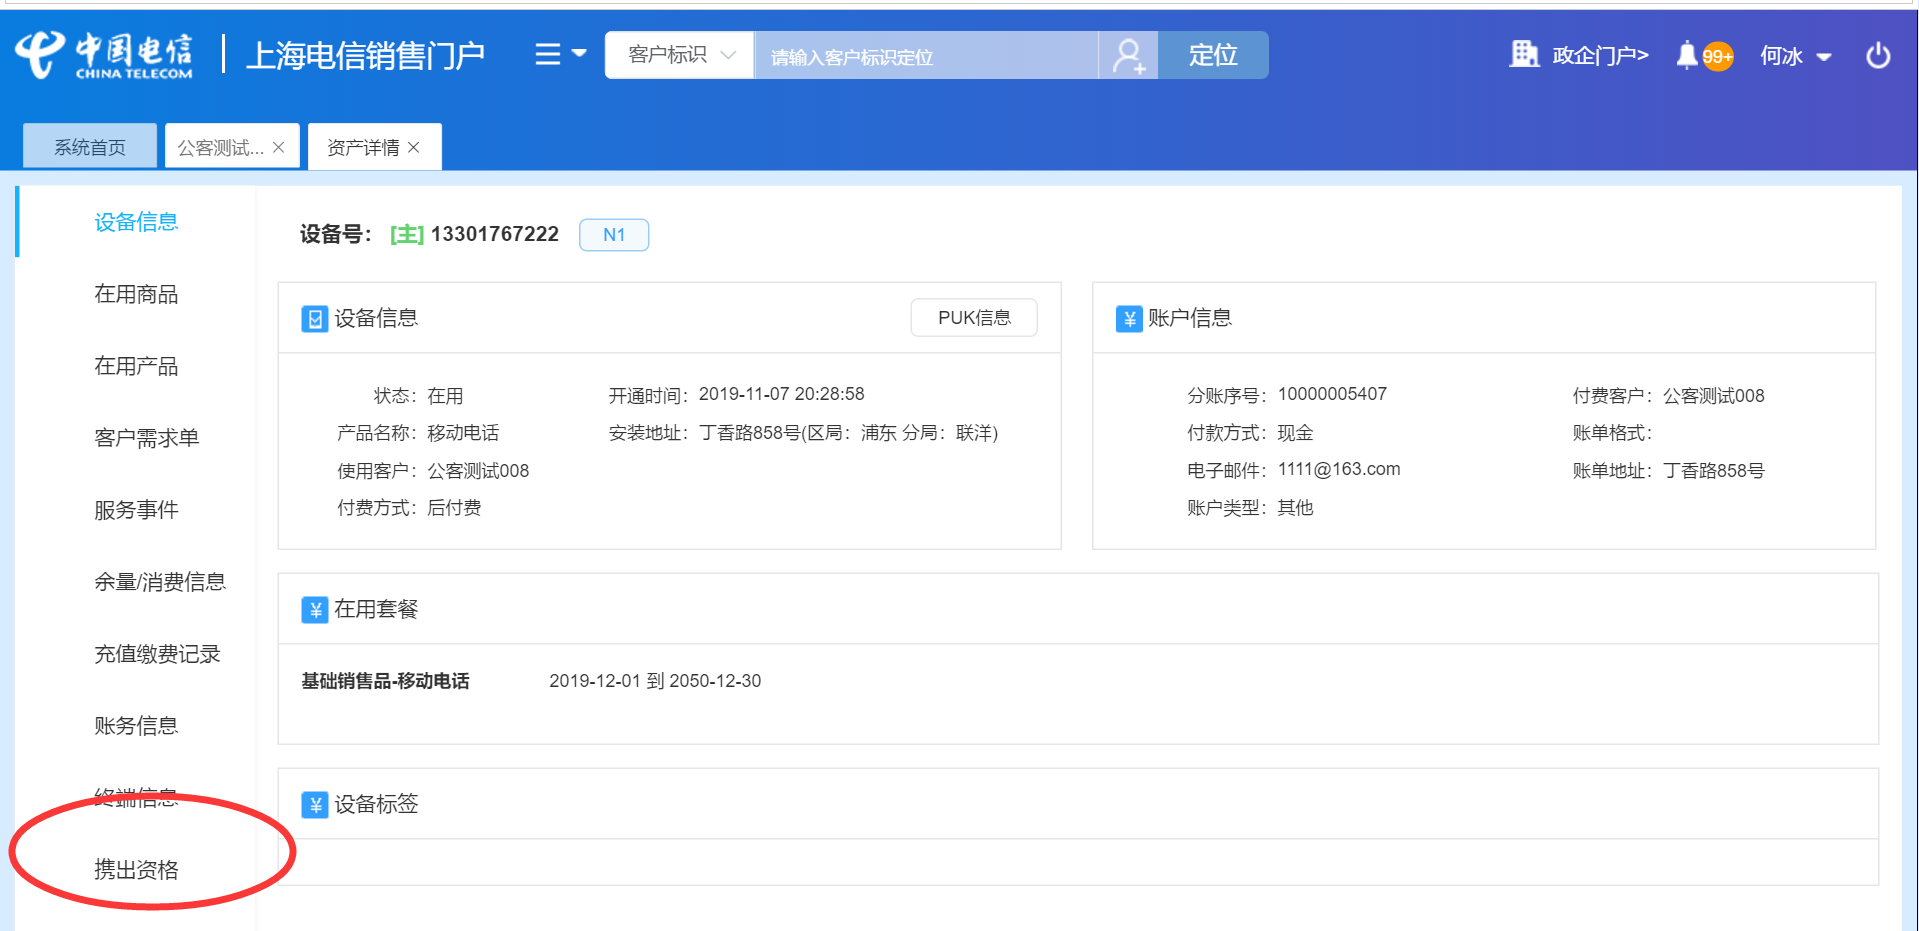 中国电信
CHINA TELECOM
上海电信销售门户
客户标识
请输入客户标识定位
定位
政企门户>
99+
何冰
系统首页
公客测试...
资产详情
设备信息
在用商品
在用产品
客户需求单
服务事件
余量/消费信息
充值缴费记录
账务信息
终端信息
携出资格
设备号： [主] 13301767222 N1
设备信息
PUK信息
状态： 在用
开通时间： 2019-11-07 20:28:58
产品名称： 移动电话
安装地址： 丁香路858号(区局：浦东 分局：联洋)
使用客户： 公客测试008
付费方式： 后付费
账户信息
分账序号： 10000005407
付费客户： 公客测试008
付款方式： 现金
账单格式：
电子邮件： 1111@163.com
账单地址： 丁香路858号
账户类型： 其他
在用套餐
基础销售品-移动电话 2019-12-01 到 2050-12-30
设备标签